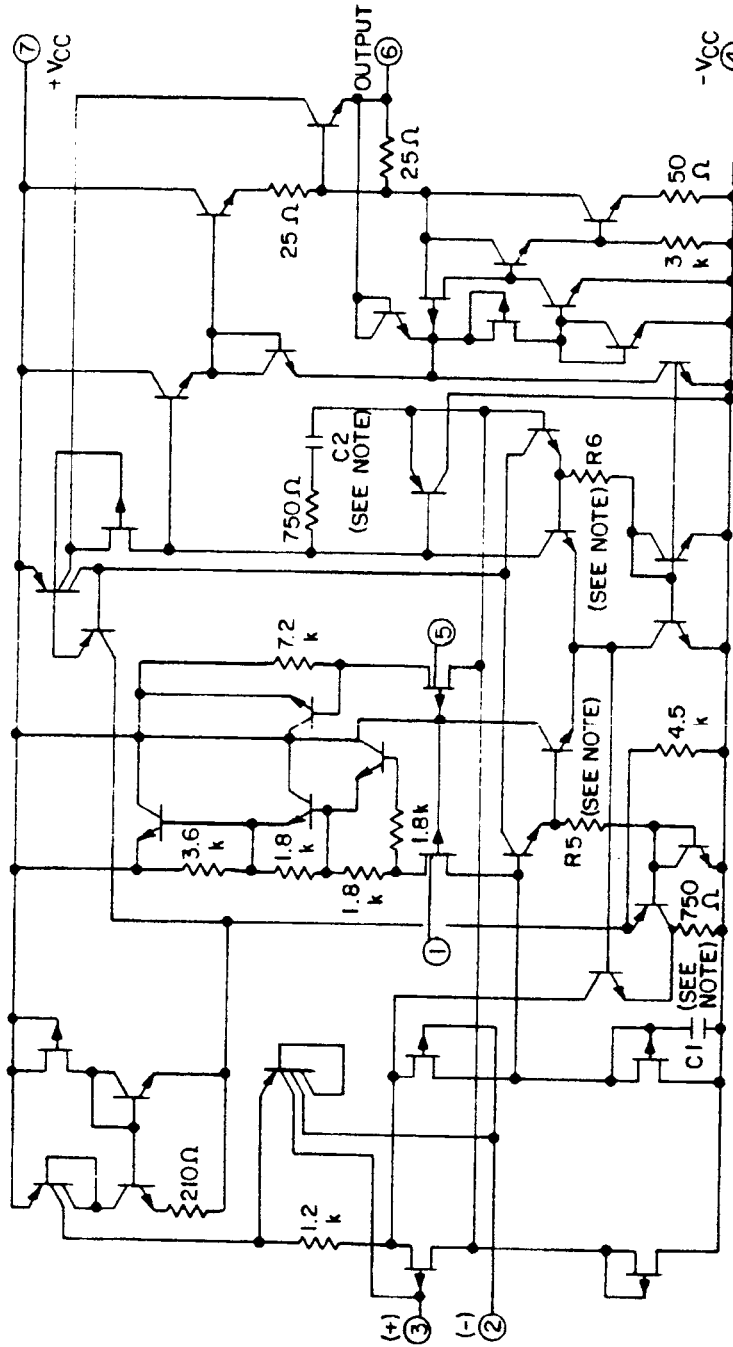 7
+VCC
OUTPUT
6
25Ω
25Ω
50
Ω
3
k
-VCC
C2
(SEE NOTE)
750Ω
R6
(SEE NOTE)
7.2
k
5
3.6
k
1.8
k
1.8
k
1.8k
1
R5
(SEE NOTE)
4.5
k
750
Ω
(SEE
NOTE)
C1
210Ω
1.2
k
(+)
3
(-)
2